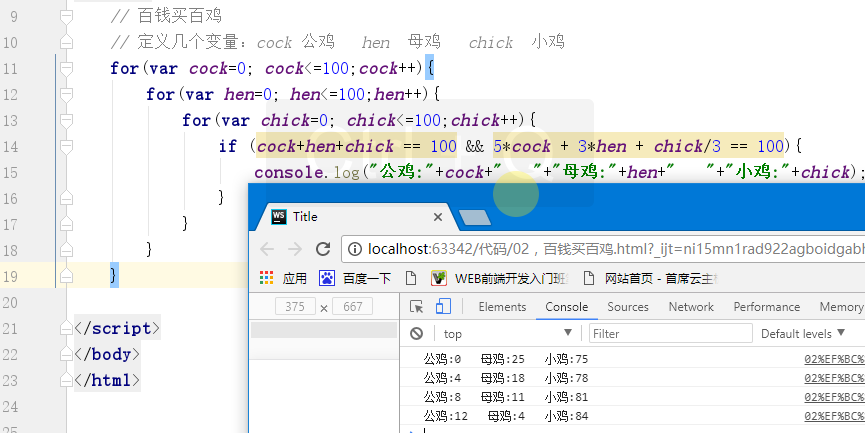 9 // 百钱买百鸡
10 // 定义几个变量：cock 公鸡 hen 母鸡 chick 小鸡
11 for(var cock=0; cock<=100;cock++){
12 for(var hen=0; hen<=100;hen++){
13 for(var chick=0; chick<=100;chick++){
14 if (cock+hen+chick == 100 && 5*cock + 3*hen + chick/3 == 100){
15 console.log("公鸡:"+cock+" "+"母鸡:"+hen+" "+"小鸡:"+chick);
16 }
17 }
18 }
19 }
20
21 </script>
22 </body>
23 </html>
24
25
WS Title
localhost:63342/代码/02，百钱买百鸡.html?_ijt=ni15mn1rad922agboidgabl
应用 百度一下 WEB前端开发入门班 网站首页 - 首席云主
375 × 667
Elements Console Sources Network Performance Memory
top Filter Default levels
公鸡:0 母鸡:25 小鸡:75 02%EF%BC%
公鸡:4 母鸡:18 小鸡:78 02%EF%BC%
公鸡:8 母鸡:11 小鸡:81 02%EF%BC%
公鸡:12 母鸡:4 小鸡:84 02%EF%BC%